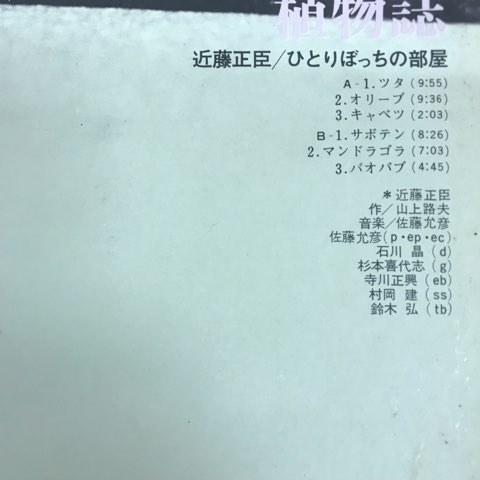 植物誌
近藤正臣/ひとりぼっちの部屋
A-1.ツタ(9:55)
2.オリーブ(9:36)
3.キャベツ(2:03)
B-1.サボテン(8:26)
2.マンドラゴラ(7:03)
3.バオバブ(4:45)
*近藤正臣
作/山上路夫
音楽/佐藤允彦
佐藤允彦(p・ep・ec)
石川 晶(d)
杉本喜代志(g)
寺川正興(eb)
村岡 建(ss)
鈴木 弘(tb)